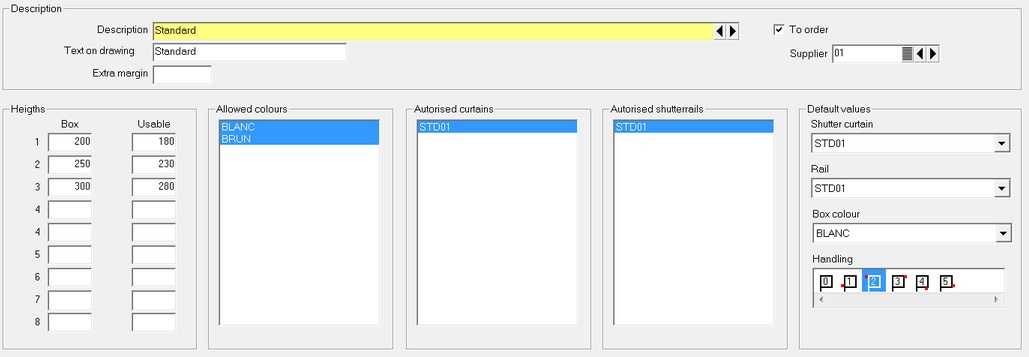 Description
Description Standard To order
Text on drawing Standard Supplier 01
Extra margin
Heigths
Box Usable
1 200 180
2 250 230
3 300 280
4
4
5
6
7
8
Allowed colours
BLANC
BRUN
Autorised curtains
STD01
Autorised shutterrails
STD01
Default values
Shutter curtain
STD01
Rail
STD01
Box colour
BLANC
Handling
0 1 2 3 4 5